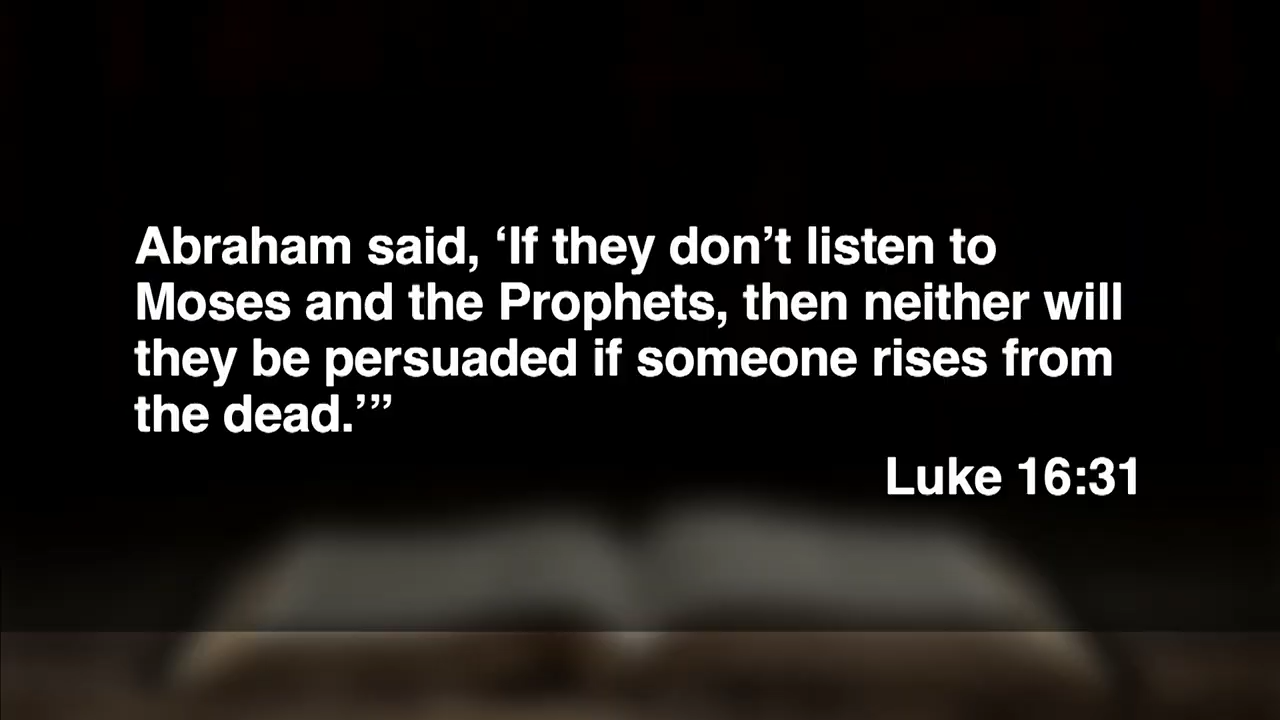 Abraham said, ‘If they don’t listen to
Moses and the Prophets, then neither will
they be persuaded if someone rises from
the dead.’”
Luke 16:31